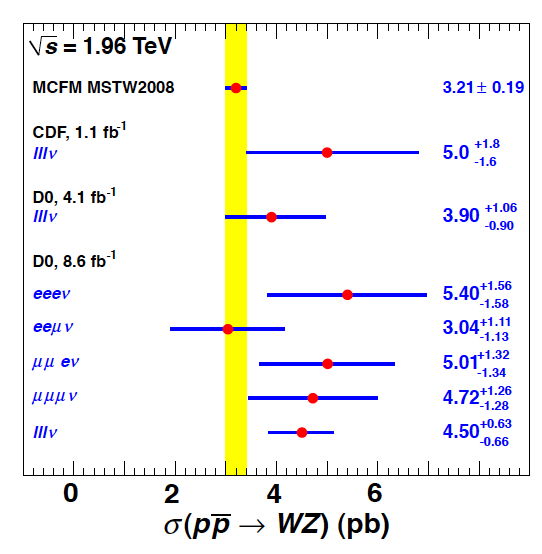 √s = 1.96 TeV
MCFM MSTW2008 3.21± 0.19
CDF, 1.1 fb⁻¹
lllν 5.0 +1.8 -1.6
D0, 4.1 fb⁻¹
lllν 3.90 +1.06 -0.90
D0, 8.6 fb⁻¹
eeeν 5.40 +1.56 -1.58
eeμν 3.04 +1.11 -1.13
μμeν 5.01 +1.32 -1.34
μμμν 4.72 +1.26 -1.28
lllν 4.50 +0.63 -0.66
0 2 4 6
σ(pp̅ → WZ) (pb)